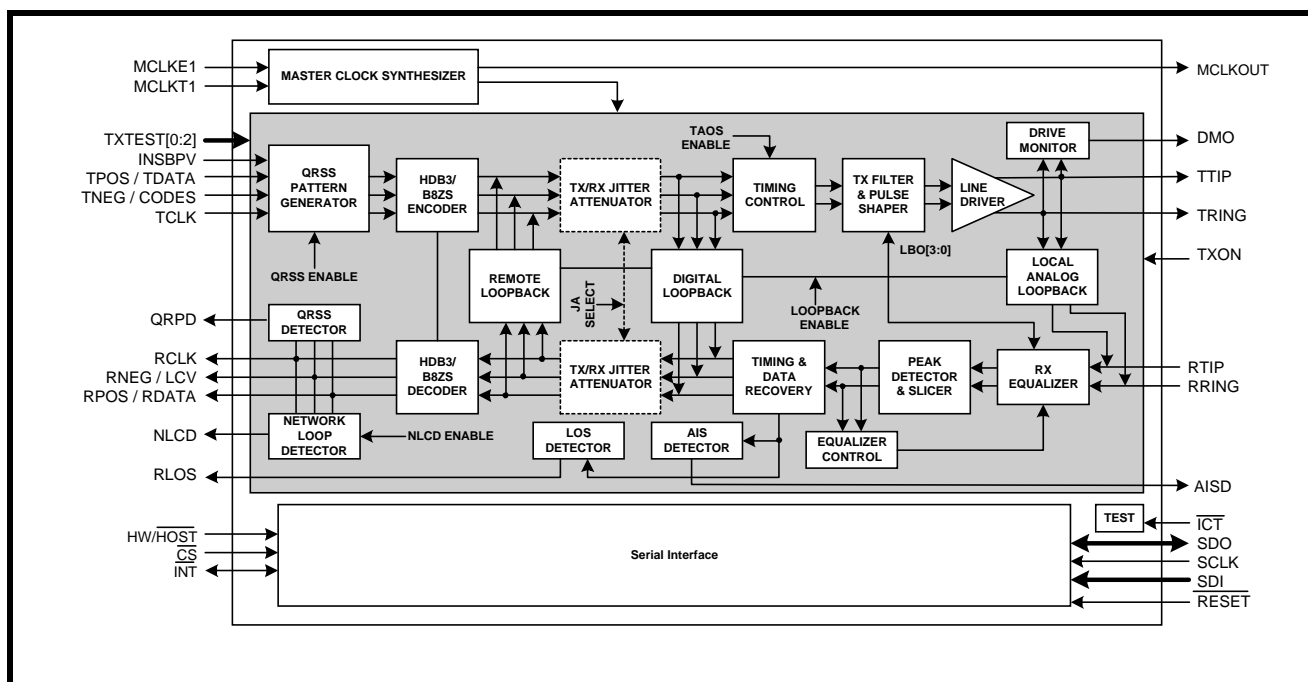 MCLKE1
MCLKT1
MASTER CLOCK SYNTHESIZER
MCLKOUT
TXTEST[0:2]
INSBPV
TPOS / TDATA
TNEG / CODES
TCLK
QRSS
PATTERN
GENERATOR
HDB3/
B8ZS
ENCODER
TX/RX JITTER
ATTENUATOR
TAOS
ENABLE
TIMING
CONTROL
TX FILTER
& PULSE
SHAPER
LINE
DRIVER
DRIVE
MONITOR
DMO
TTIP
TRING
TXON
QRSS ENABLE
REMOTE
LOOPBACK
JA
SELECT
DIGITAL
LOOPBACK
LOOPBACK
ENABLE
LBO[3:0]
LOCAL
ANALOG
LOOPBACK
QRPD
RCLK
RNEG / LCV
RPOS / RDATA
NLCD
RLOS
QRSS
DETECTOR
NETWORK
LOOP
DETECTOR
NLCD ENABLE
HDB3/
B8ZS
DECODER
TX/RX JITTER
ATTENUATOR
TIMING &
DATA
RECOVERY
PEAK
DETECTOR
& SLICER
RX
EQUALIZER
RTIP
RRING
LOS
DETECTOR
AIS
DETECTOR
EQUALIZER
CONTROL
AISD
HW/HOST
CS
INT
Serial Interface
TEST
ICT
SDO
SCLK
SDI
RESET